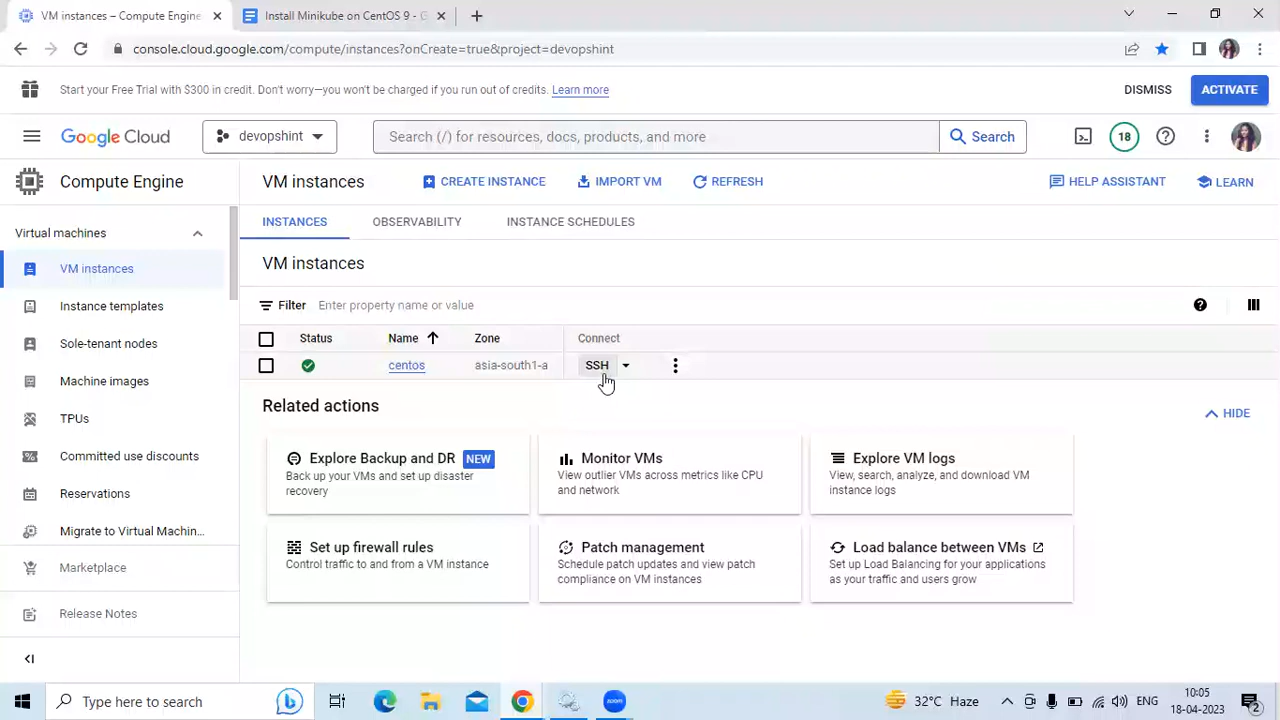 VM instances – Compute Engine
Install Minikube on CentOS 9 - G
console.cloud.google.com/compute/instances?onCreate=true&project=devopshint
Start your Free Trial with $300 in credit. Don't worry—you won't be charged if you run out of credits. Learn more
DISMISS
ACTIVATE
Google Cloud
devopshint
Search (/) for resources, docs, products, and more
Search
18
Compute Engine
VM instances
CREATE INSTANCE
IMPORT VM
REFRESH
HELP ASSISTANT
LEARN
Virtual machines
VM instances
Instance templates
Sole-tenant nodes
Machine images
TPUs
Committed use discounts
Reservations
Migrate to Virtual Machin...
Marketplace
Release Notes
INSTANCES
OBSERVABILITY
INSTANCE SCHEDULES
VM instances
Filter
Enter property name or value
Status
Name
Zone
Connect
centos
asia-south1-a
SSH
Related actions
HIDE
Explore Backup and DR NEW
Back up your VMs and set up disaster
recovery
Monitor VMs
View outlier VMs across metrics like CPU
and network
Explore VM logs
View, search, analyze, and download VM
instance logs
Set up firewall rules
Control traffic to and from a VM instance
Patch management
Schedule patch updates and view patch
compliance on VM instances
Load balance between VMs
Set up Load Balancing for your applications
as your traffic and users grow
Type here to search
zoom
32°C Haze
10:05
18-04-2023
2